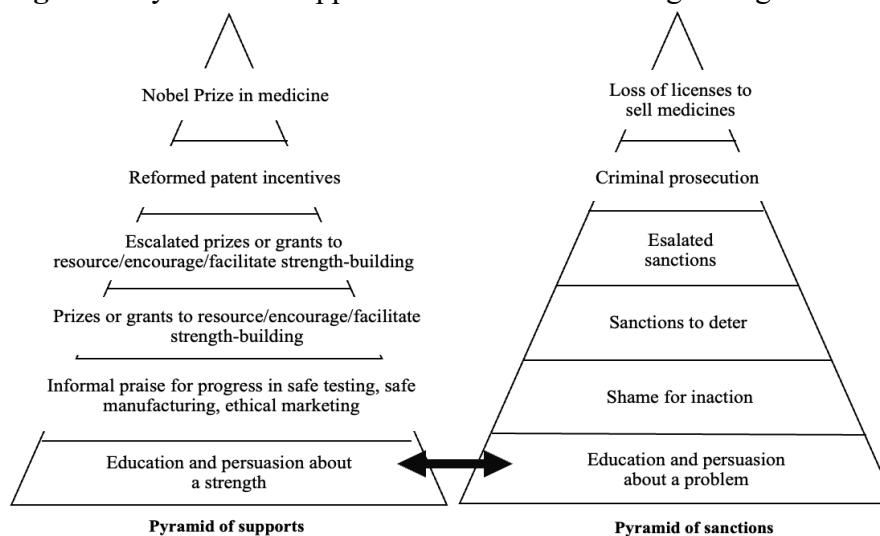 Nobel Prize in medicine
Reformed patent incentives
Escalated prizes or grants to
resource/encourage/facilitate strength-building
Prizes or grants to resource/encourage/facilitate
strength-building
Informal praise for progress in safe testing, safe
manufacturing, ethical marketing
Education and persuasion about
a strength
Pyramid of supports
Loss of licenses to
sell medicines
Criminal prosecution
Esalated
sanctions
Sanctions to deter
Shame for inaction
Education and persuasion
about a problem
Pyramid of sanctions